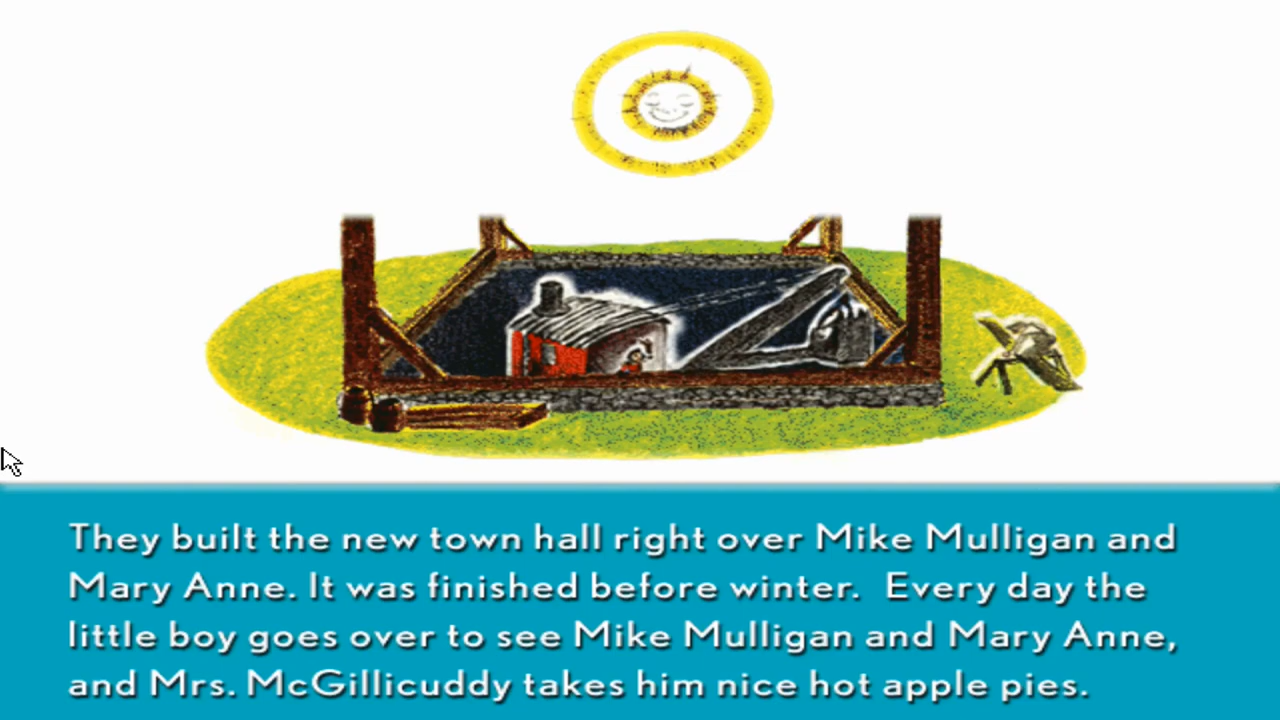 They built the new town hall right over Mike Mulligan and
Mary Anne. It was finished before winter.  Every day the
little boy goes over to see Mike Mulligan and Mary Anne,
and Mrs. McGillicuddy takes him nice hot apple pies.